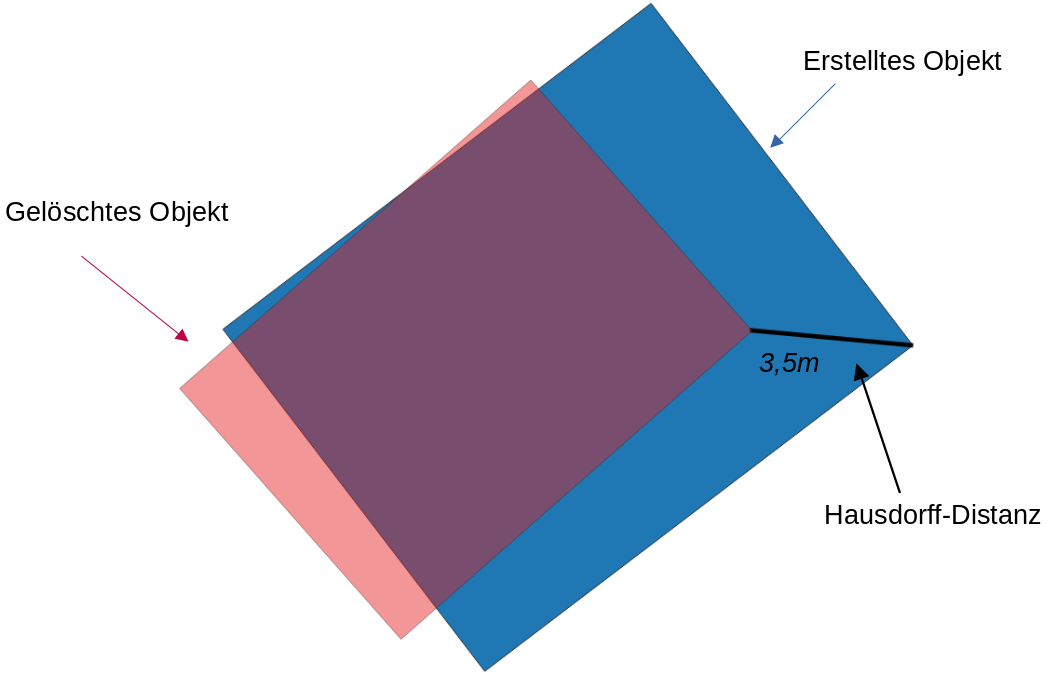 Erstelltes Objekt
Gelöschtes Objekt
3,5m
Hausdorff-Distanz